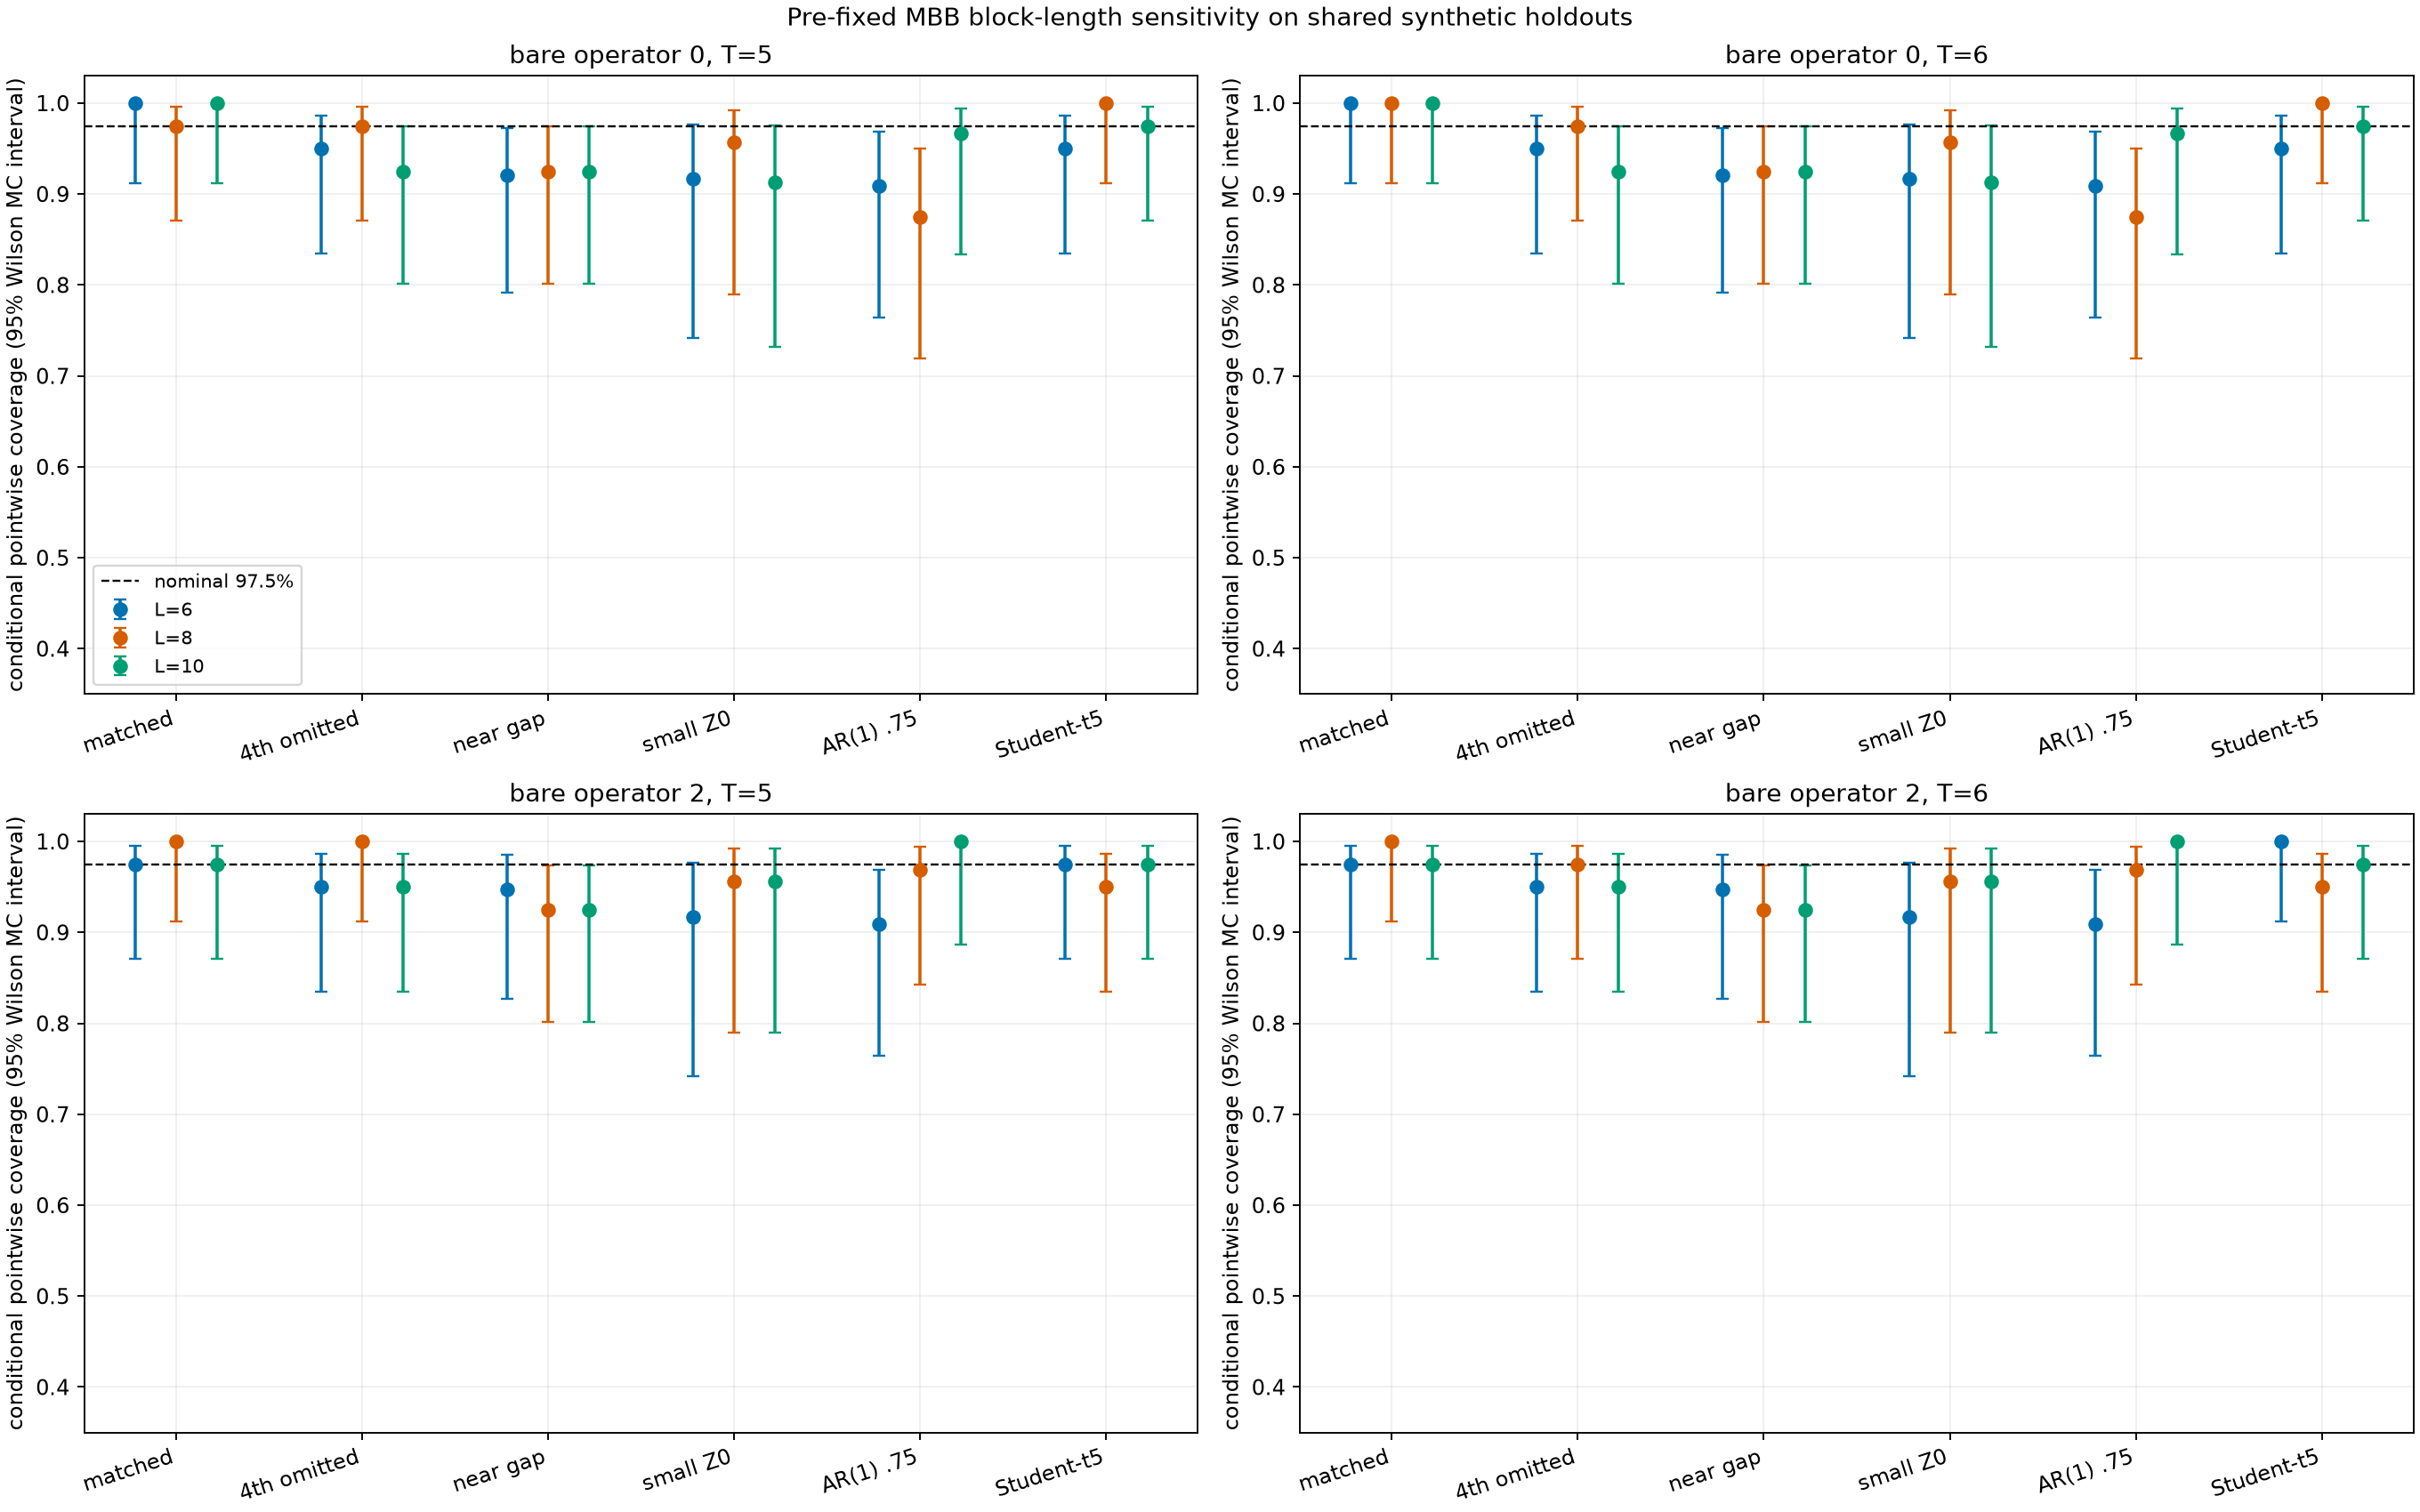 Pre-fixed MBB block-length sensitivity on shared synthetic holdouts
bare operator 0, T=5
conditional pointwise coverage (95% Wilson MC interval)
1.0
0.9
0.8
0.7
0.6
0.5
0.4
nominal 97.5%
L=6
L=8
L=10
matched
4th omitted
near gap
small Z0
AR(1) .75
Student-t5
bare operator 0, T=6
conditional pointwise coverage (95% Wilson MC interval)
1.0
0.9
0.8
0.7
0.6
0.5
0.4
matched
4th omitted
near gap
small Z0
AR(1) .75
Student-t5
bare operator 2, T=5
conditional pointwise coverage (95% Wilson MC interval)
1.0
0.9
0.8
0.7
0.6
0.5
0.4
matched
4th omitted
near gap
small Z0
AR(1) .75
Student-t5
bare operator 2, T=6
conditional pointwise coverage (95% Wilson MC interval)
1.0
0.9
0.8
0.7
0.6
0.5
0.4
matched
4th omitted
near gap
small Z0
AR(1) .75
Student-t5